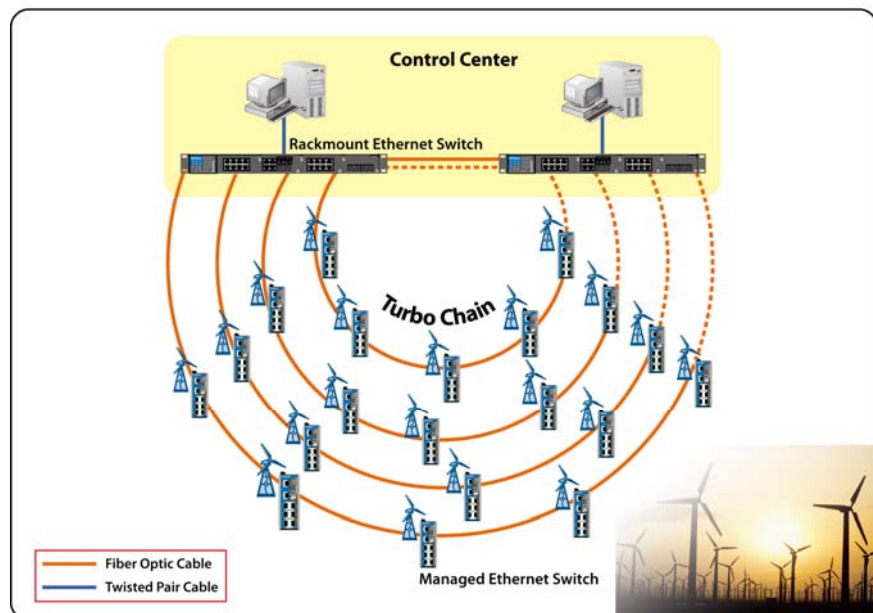 Control Center
Rackmount Ethernet Switch
Turbo Chain
Managed Ethernet Switch
Fiber Optic Cable
Twisted Pair Cable